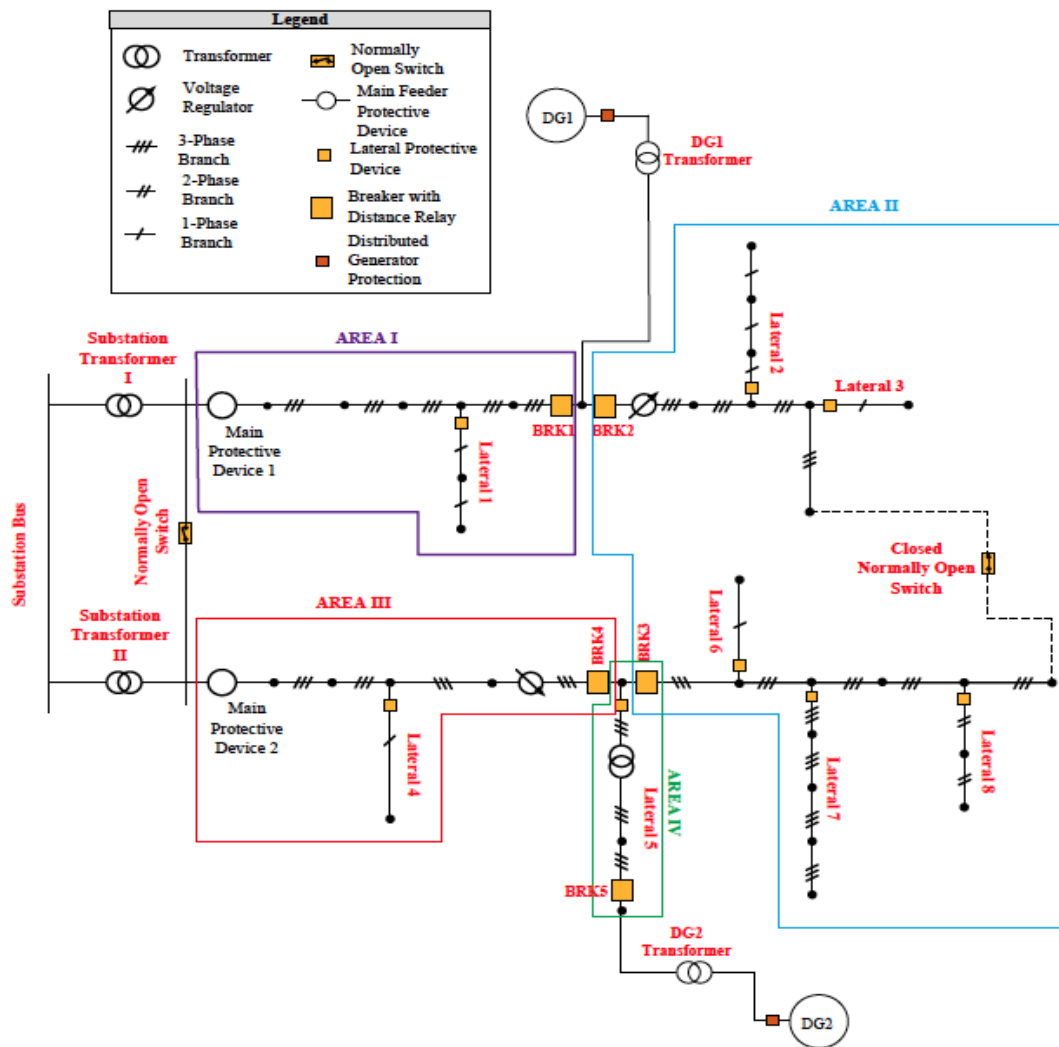 Legend
Transformer
Voltage
Regulator
3-Phase
Branch
2-Phase
Branch
1-Phase
Branch
Normally
Open Switch
Main Feeder
Protective
Device
Lateral Protective
Device
Breaker with
Distance Relay
Distributed
Generator
Protection
DG1
DG1
Transformer
AREA II
Substation
Transformer
I
AREA I
Lateral 2
Lateral 3
BRK1
BRK2
Main
Protective
Device 1
Lateral 1
Substation Bus
Normally Open
Switch
Closed
Normally Open
Switch
Substation
Transformer
II
AREA III
BRK4
BRK3
Lateral 6
Main
Protective
Device 2
Lateral 4
Lateral 5
AREA IV
Lateral 7
Lateral 8
BRK5
DG2
Transformer
DG2